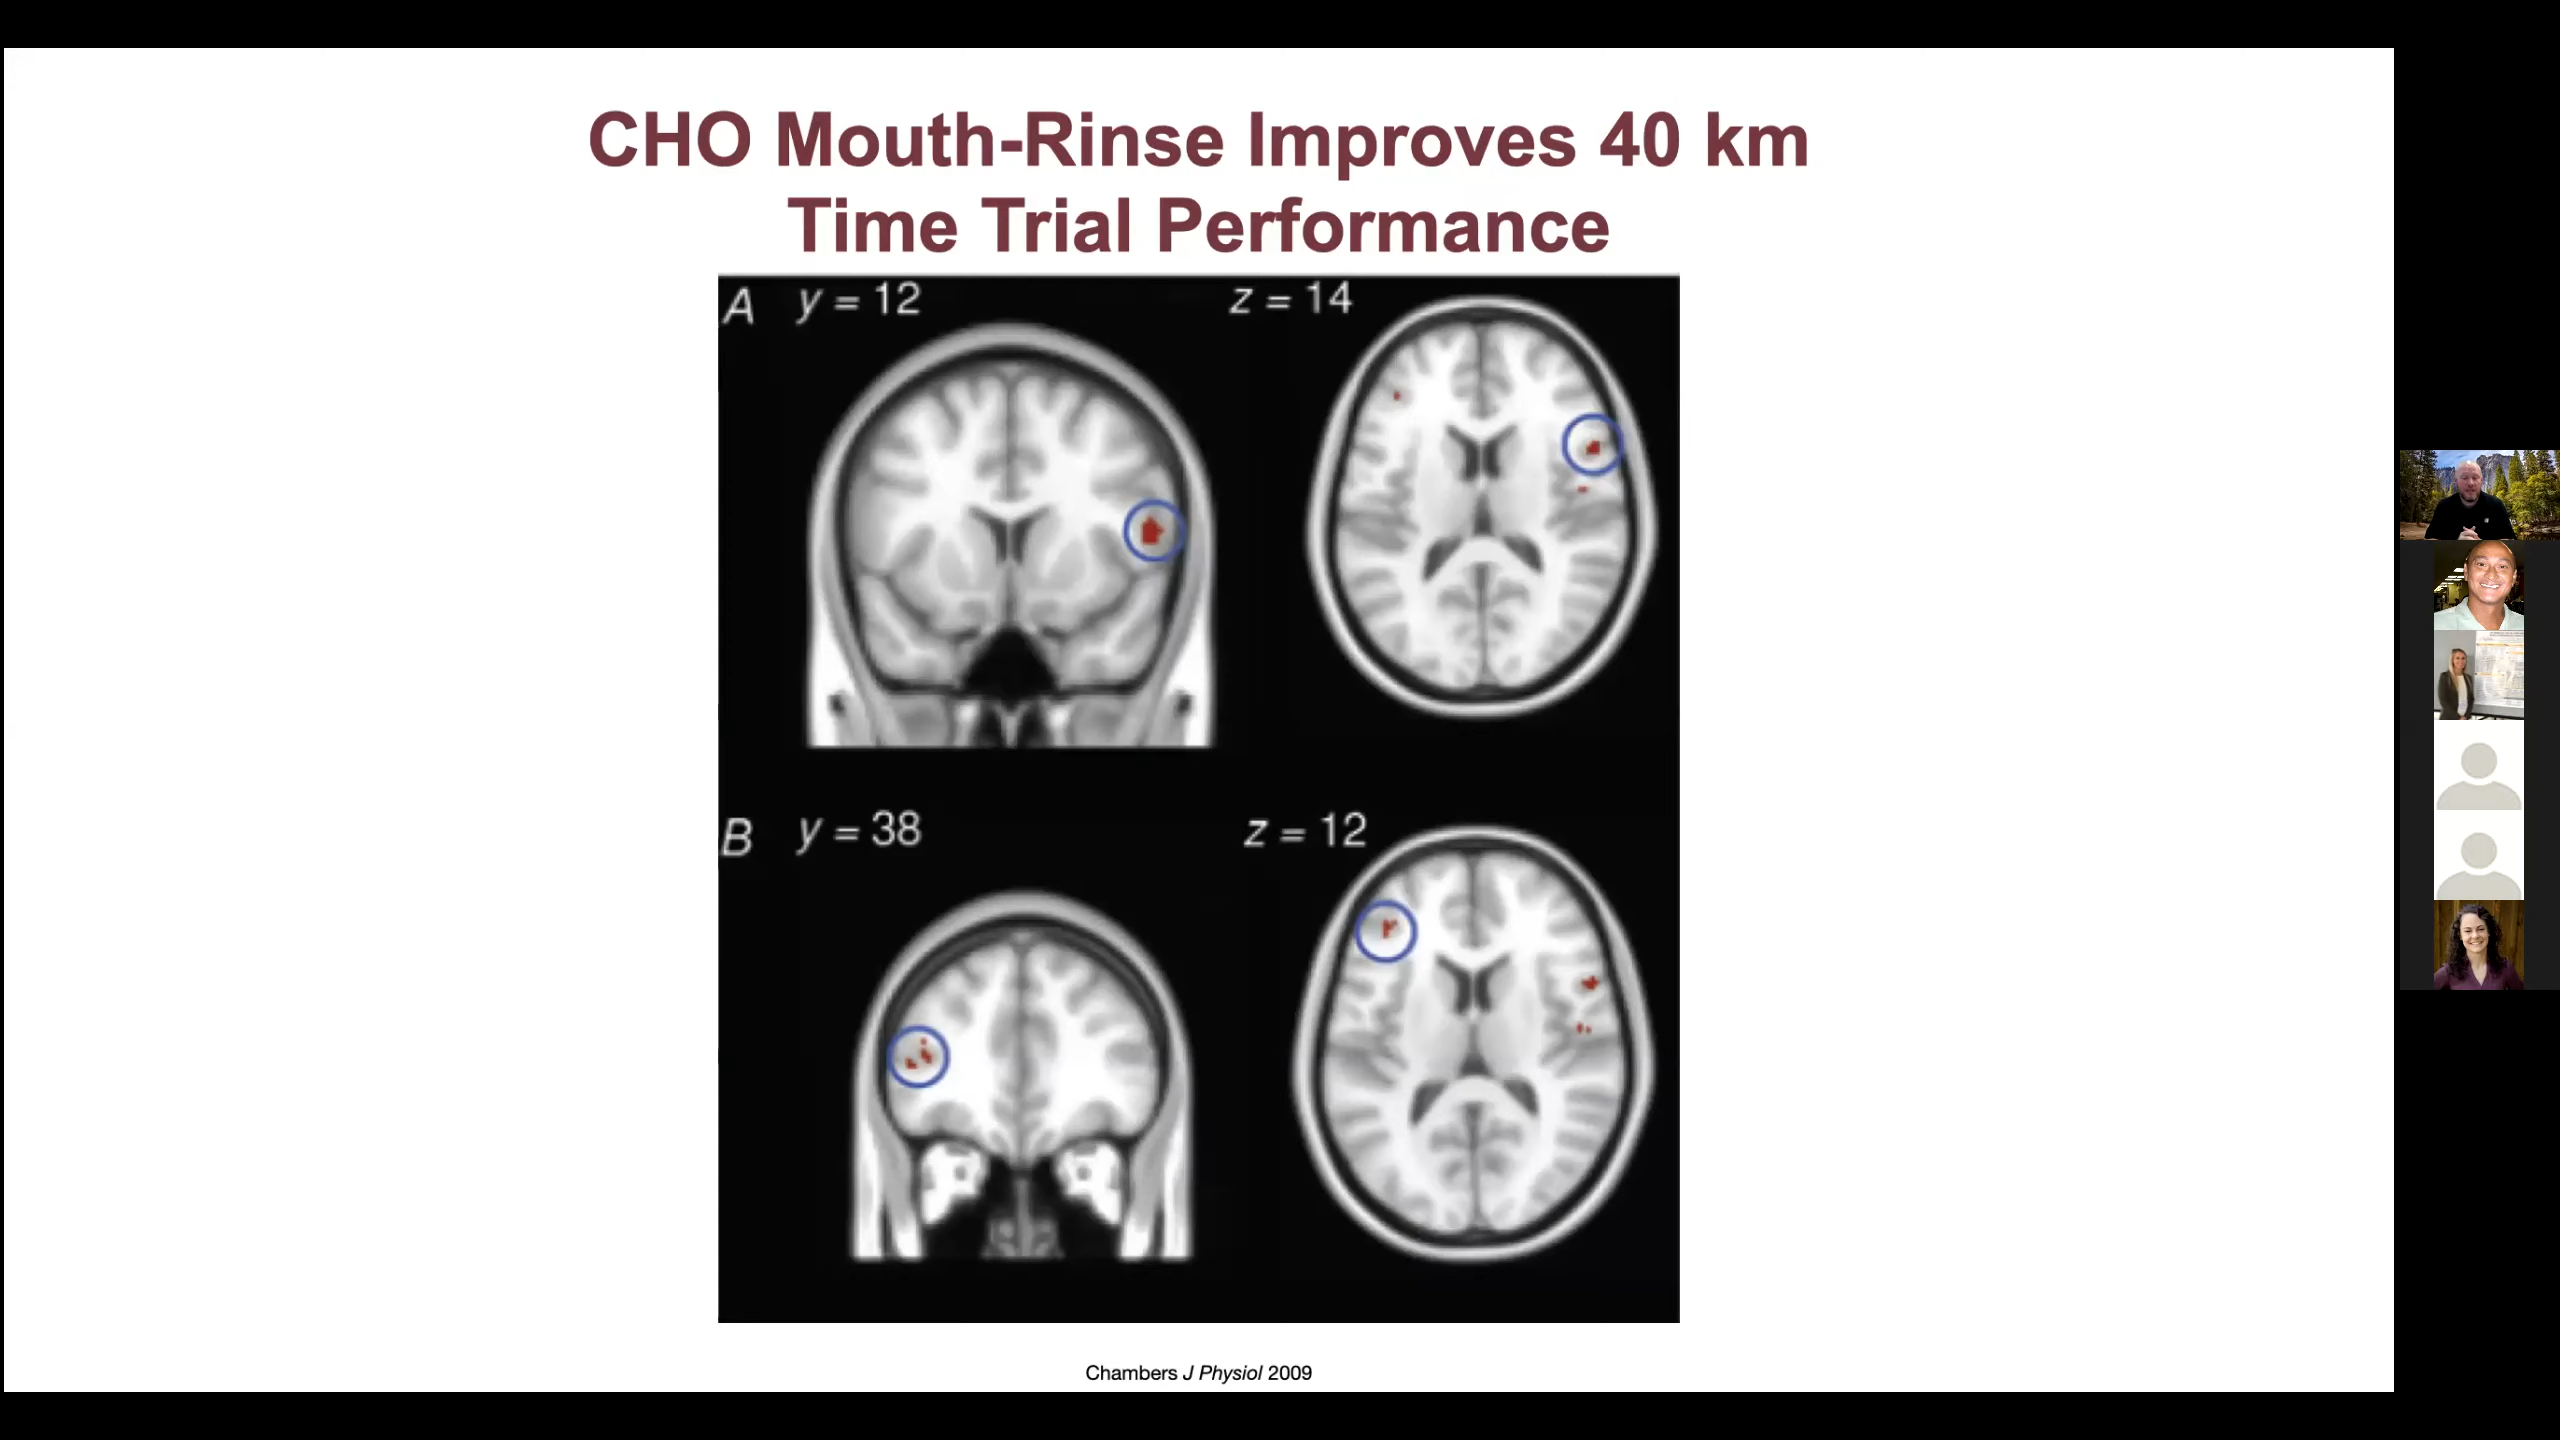 CHO Mouth-Rinse Improves 40 km
Time Trial Performance
A y = 12 z = 14
B y = 38 z = 12
Chambers J Physiol 2009